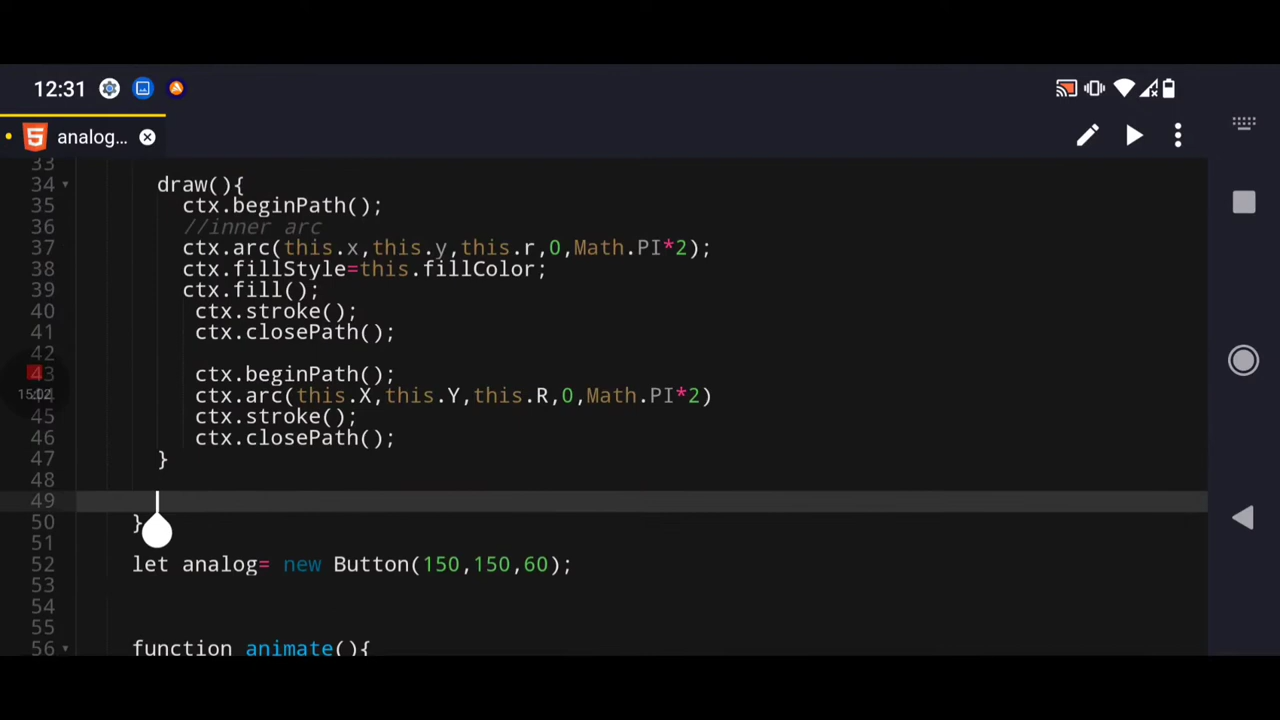 12:31
analog...
33
34 draw(){
35 ctx.beginPath();
36 //inner arc
37 ctx.arc(this.x,this.y,this.r,0,Math.PI*2);
38 ctx.fillStyle=this.fillColor;
39 ctx.fill();
40 ctx.stroke();
41 ctx.closePath();
42
43 ctx.beginPath();
44 ctx.arc(this.X,this.Y,this.R,0,Math.PI*2)
15:02
45 ctx.stroke();
46 ctx.closePath();
47 }
48
49
50 }
51
52 let analog= new Button(150,150,60);
53
54
55
56 function animate(){